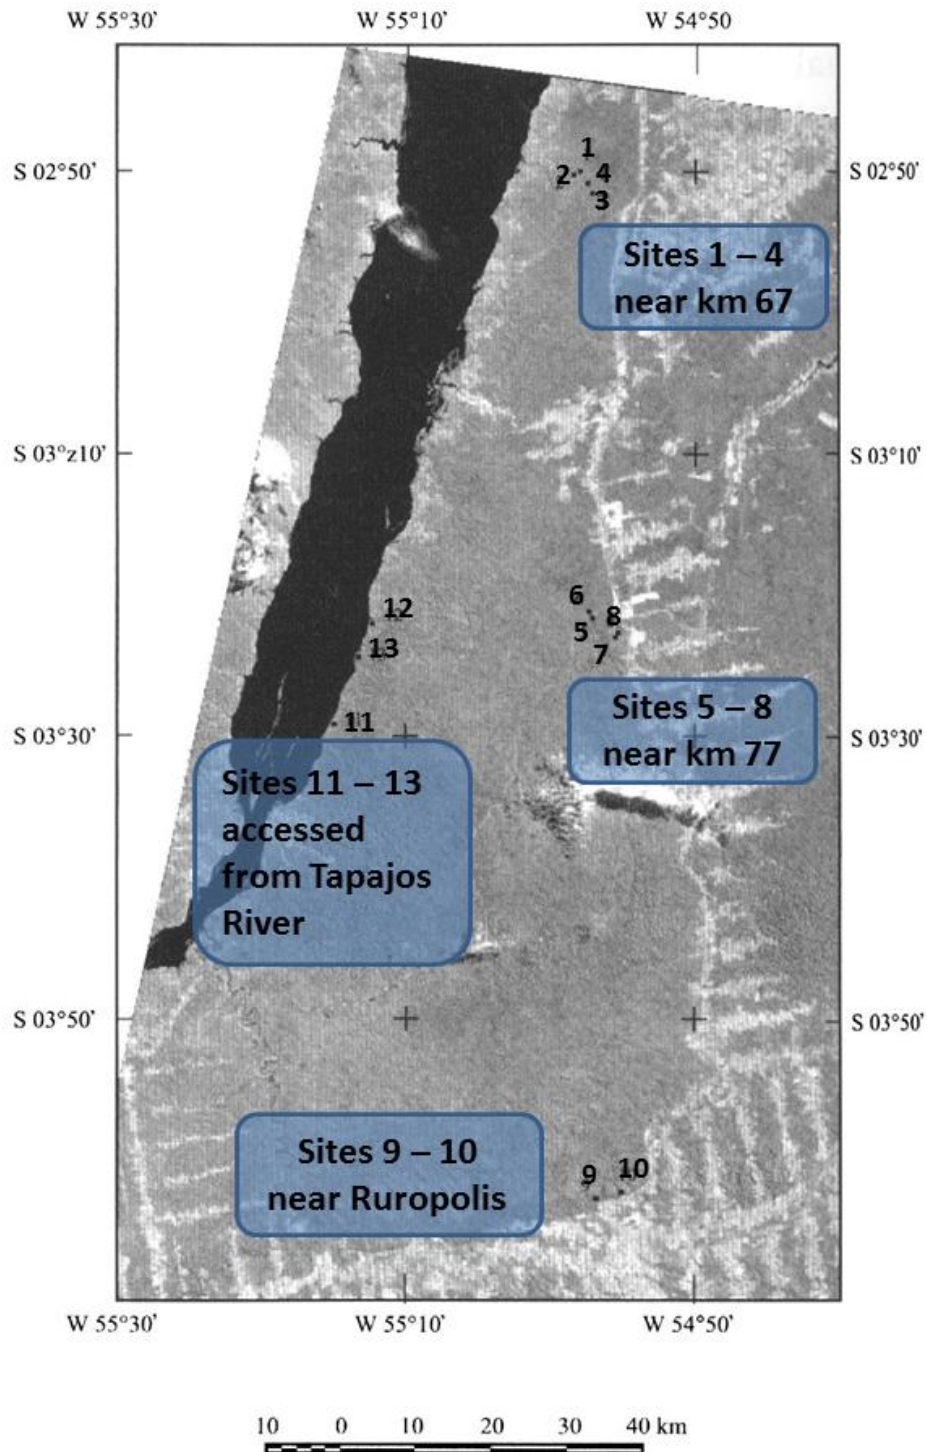 W 55°30'
W 55°10'
W 54°50'
S 02°50'
S 02°50'
1
2
4
3
Sites 1 – 4
near km 67
S 03°z10'
S 03°10'
6
5
8
7
12
13
11
S 03°30'
S 03°30'
Sites 5 – 8
near km 77
Sites 11 – 13
accessed
from Tapajos
River
S 03°50'
S 03°50'
Sites 9 – 10
near Ruropolis
9
10
W 55°30'
W 55°10'
W 54°50'
10 0 10 20 30 40 km